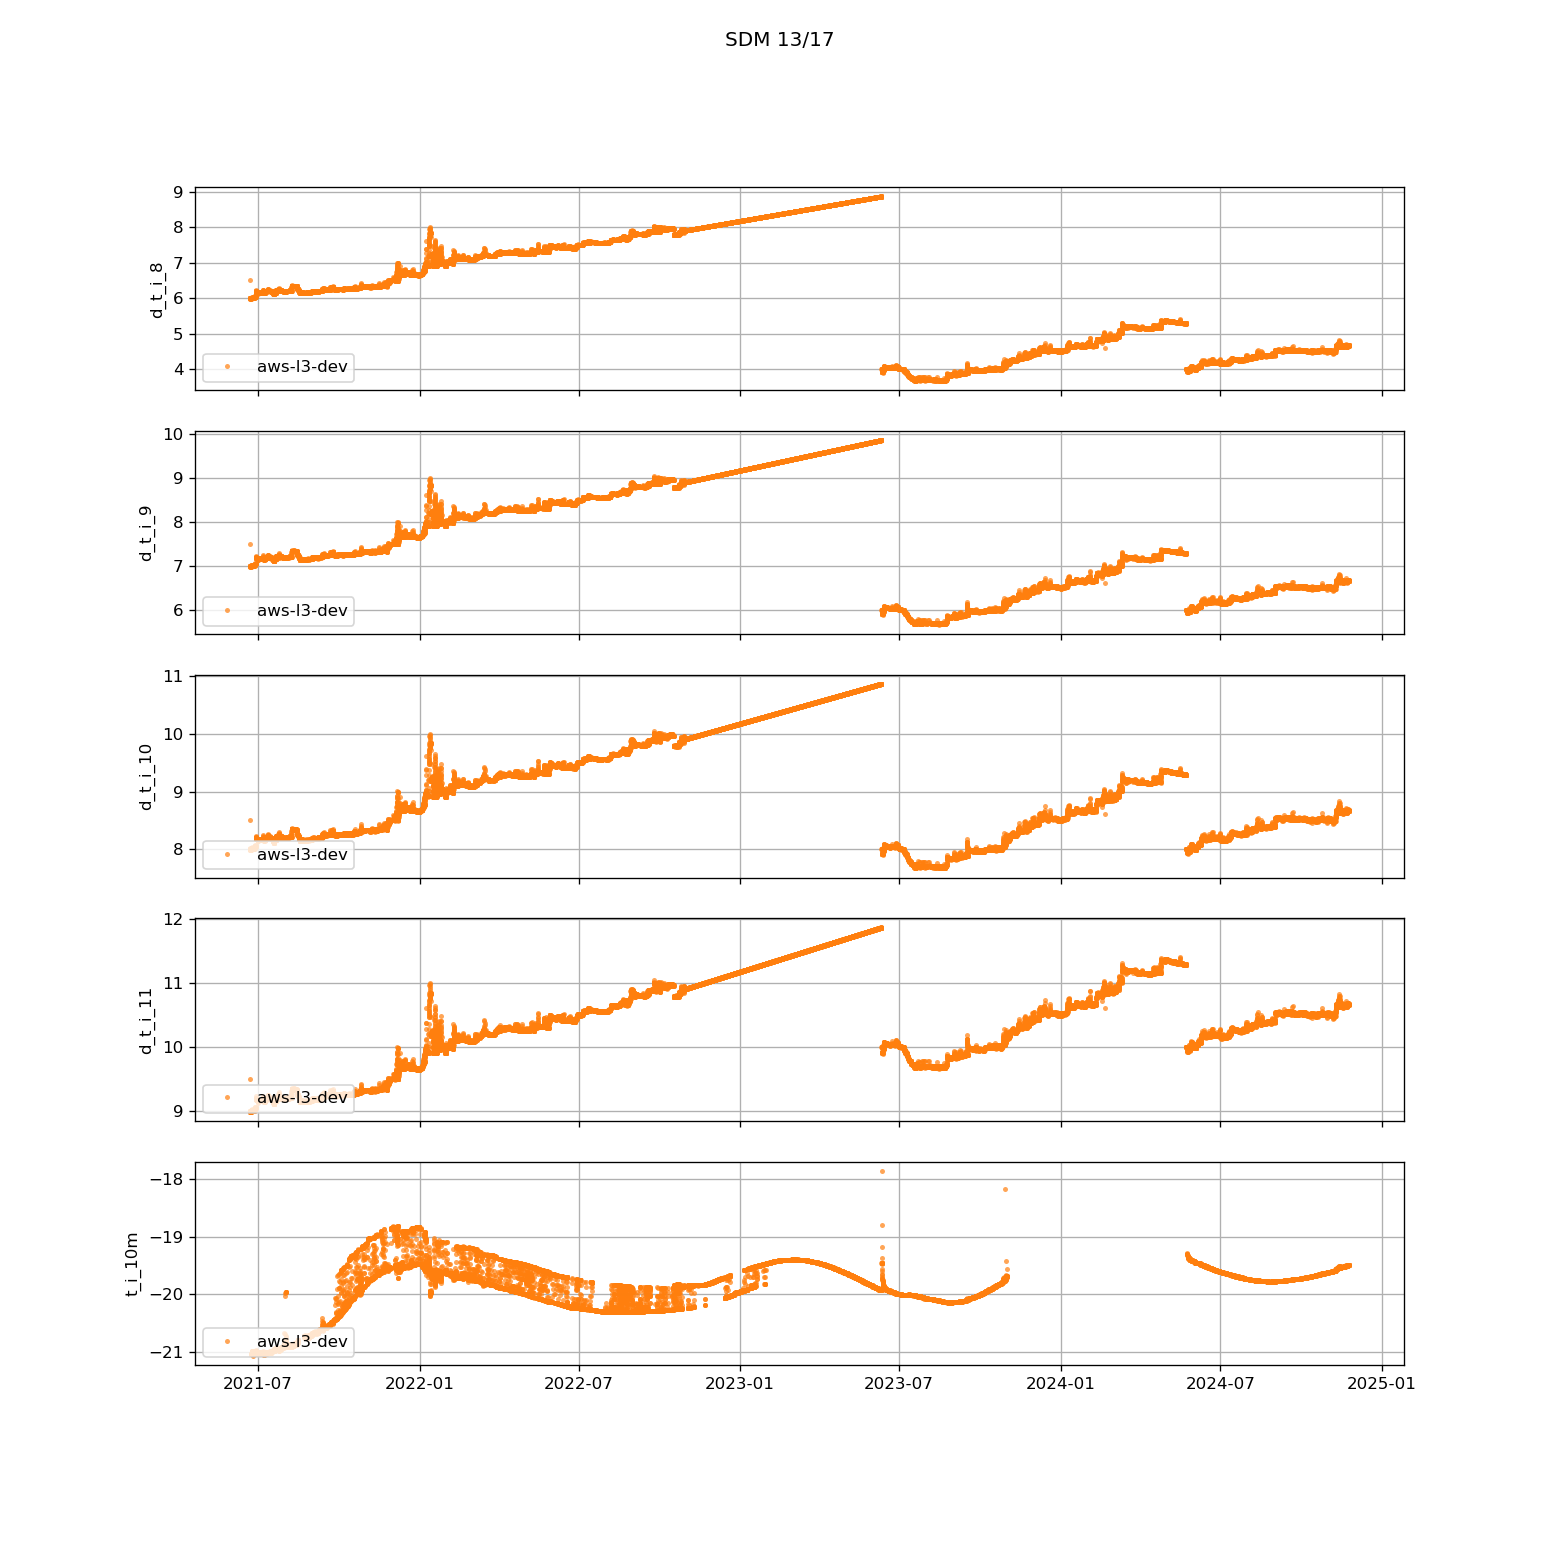 SDM 13/17
9
8
7
6
5
4
d_t_i_8
aws-l3-dev
10
9
8
7
6
d_t_i_9
aws-l3-dev
11
10
9
8
d_t_i_10
aws-l3-dev
12
11
10
9
d_t_i_11
aws-l3-dev
−18
−19
−20
−21
t_i_10m
aws-l3-dev
2021-07 2022-01 2022-07 2023-01 2023-07 2024-01 2024-07 2025-01